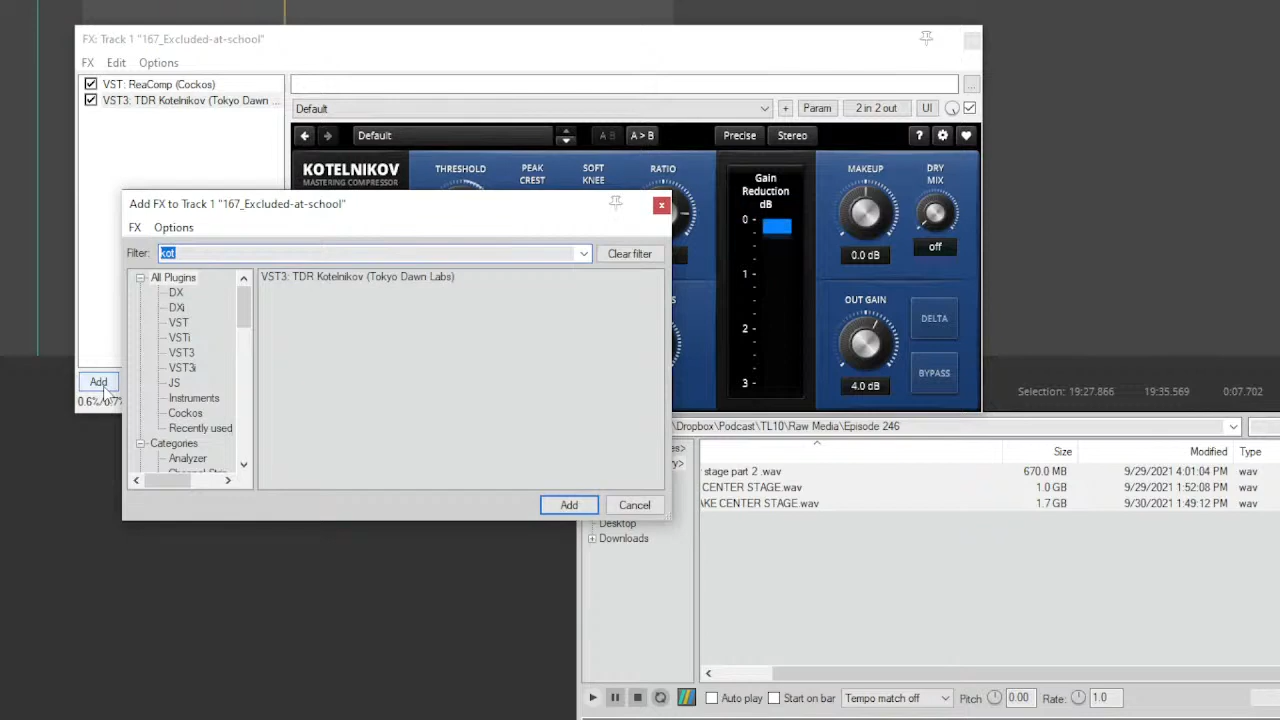 FX: Track 1 "167_Excluded-at-school"
FX Edit Options
VST: ReaComp (Cockos)
VST3: TDR Kotelnikov (Tokyo Dawn ...
Default + Param 2 in 2 out UI
Default A B A > B Precise Stereo ?
KOTELNIKOV
MASTERING COMPRESSOR
THRESHOLD
PEAK
CREST
SOFT
KNEE
RATIO
Gain
Reduction
dB
0
1
2
3
MAKEUP
0.0 dB
DRY
MIX
off
OUT GAIN
4.0 dB
DELTA
BYPASS
Add FX to Track 1 "167_Excluded-at-school"
FX Options
Filter: kot Clear filter
All Plugins
DX
DXi
VST
VSTi
VST3
VST3i
JS
Instruments
Cockos
Recently used
Categories
Analyzer
Channel Strip
VST3: TDR Kotelnikov (Tokyo Dawn Labs)
Add Cancel
Add
Selection: 19:27.866 19:35.569 0:07.702
\Dropbox\Podcast\TL10\Raw Media\Episode 246
Size Modified Type
stage part 2 .wav 670.0 MB 9/29/2021 4:01:04 PM wav
CENTER STAGE.wav 1.0 GB 9/29/2021 1:52:08 PM wav
AKE CENTER STAGE.wav 1.7 GB 9/30/2021 1:49:12 PM wav
Desktop
Downloads
Auto play Start on bar Tempo match off Pitch 0.00 Rate: 1.0